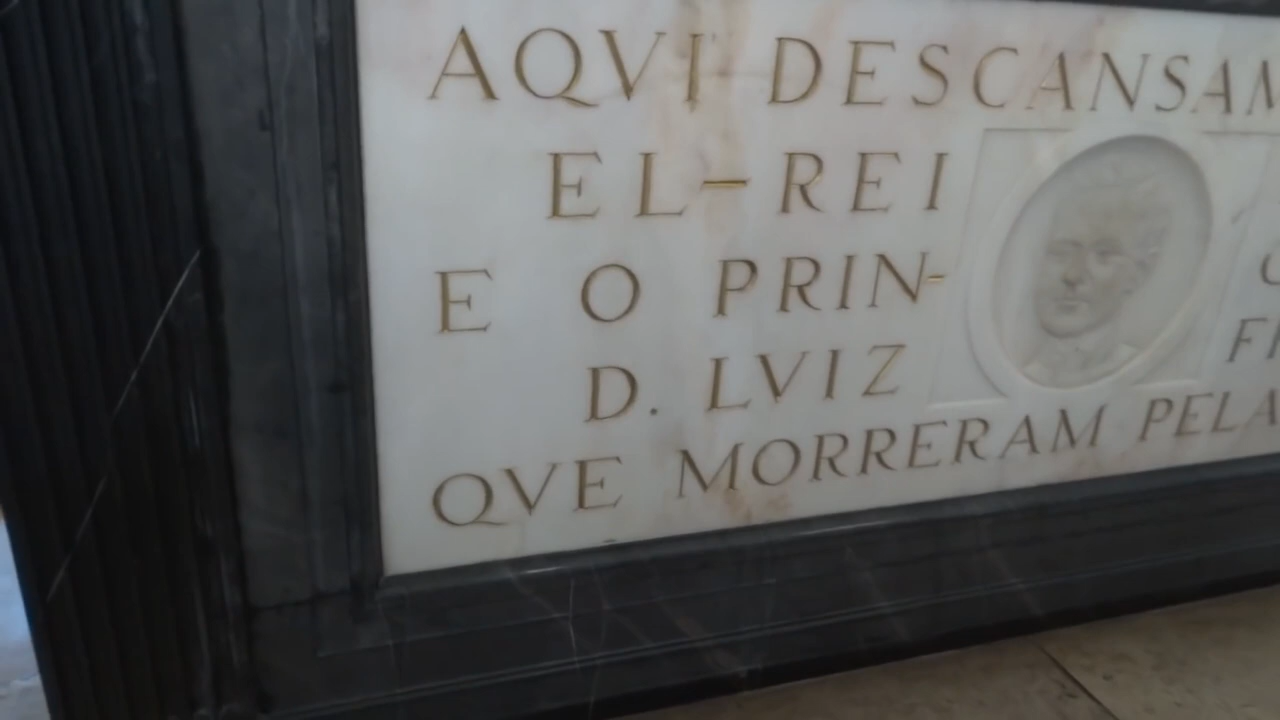 AQVI DESCANSAM
EL-REI
E O PRIN-
D. LVIZ
QVE MORRERAM PELA